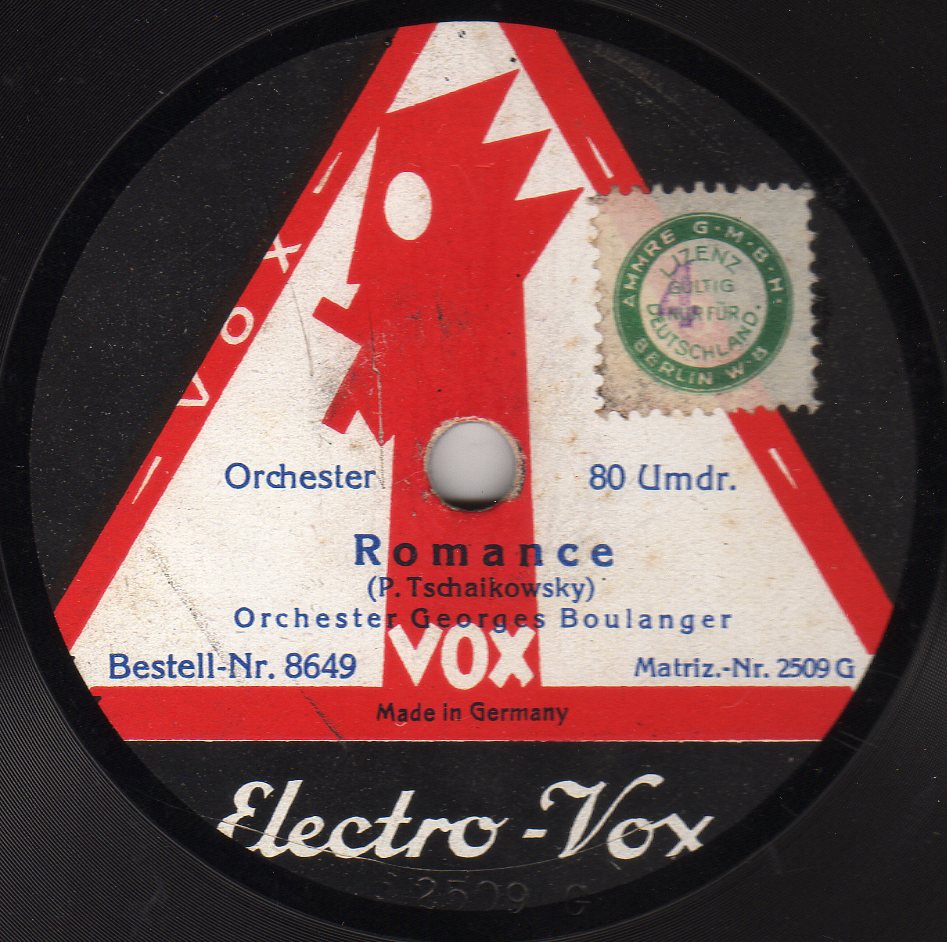 VOX
AMMRE G·M·B·H·
BERLIN W·8
LIZENZ
GÜLTIG
NUR FÜR
DEUTSCHLAND.
Orchester 80 Umdr.
Romance
(P. Tschaikowsky)
Orchester Georges Boulanger
VOX
Bestell-Nr. 8649 Matriz.-Nr. 2509 G
Made in Germany
Electro-Vox
2509 G